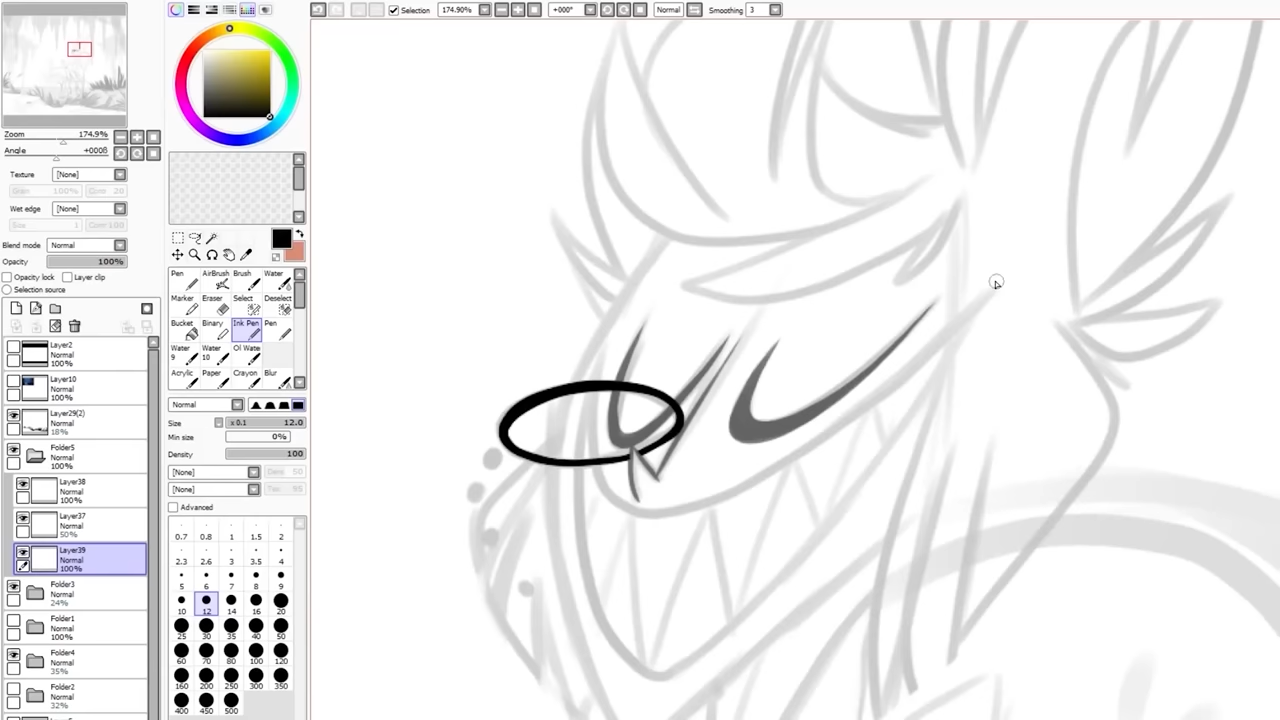 Selection 174.90% +000° Normal Smoothing 3
Zoom 174.9%
Angle +000ß
Texture [None]
100% 20
Wet edge [None]
Size 1 100
Blend mode Normal
Opacity 100%
Opacity lock Layer clip
Selection source
Layer2
Normal
100%
Layer10
Normal
100%
Layer29(2)
Normal
18%
Folder5
Normal
100%
Layer38
Normal
100%
Layer37
Normal
50%
Layer39
Normal
100%
Folder3
Normal
24%
Folder1
Normal
100%
Folder4
Normal
35%
Folder2
Normal
32%
Pen AirBrush Brush Water
Marker Eraser Select Deselect
Bucket Binary Ink Pen Pen
Water 9 Water 10 Oil Wate
Acrylic Paper Crayon Blur
Normal
Size x 0.1 12.0
Min size 0%
Density 100
[None] 50
[None] 95
Advanced
0.7 0.8 1 1.5 2
2.3 2.6 3 3.5 4
5 6 7 8 9
10 12 14 16 20
25 30 35 40 50
60 70 80 100 120
160 200 250 300 350
400 450 500